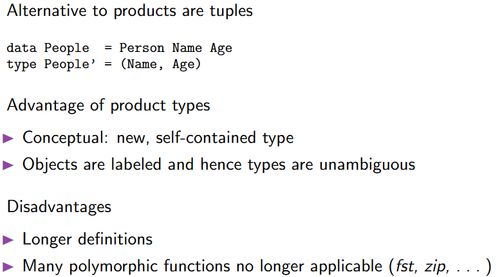 Alternative to products are tuples
data People  = Person Name Age
type People’ = (Name, Age)
Advantage of product types
▶ Conceptual: new, self-contained type
▶ Objects are labeled and hence types are unambiguous
Disadvantages
▶ Longer definitions
▶ Many polymorphic functions no longer applicable (fst, zip, . . . )